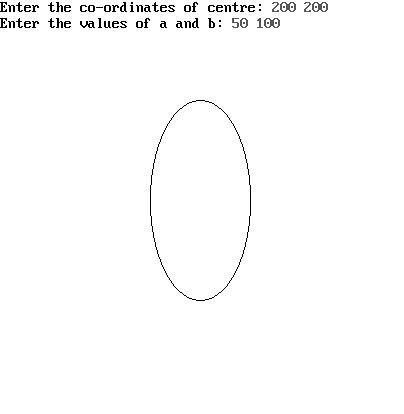 Enter the co-ordinates of centre: 200 200
Enter the values of a and b: 50 100